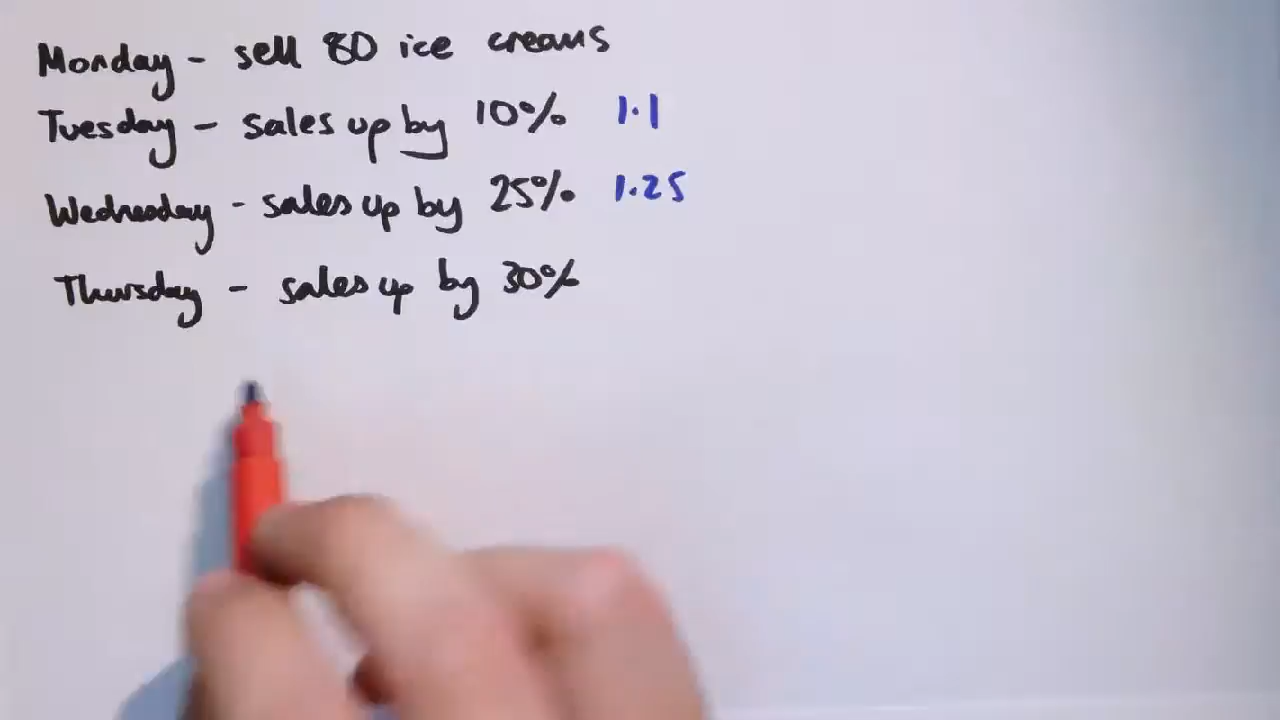 Monday - sell 80 ice creams
Tuesday - sales up by 10% 1.1
Wednesday - sales up by 25% 1.25
Thursday - sales up by 30%